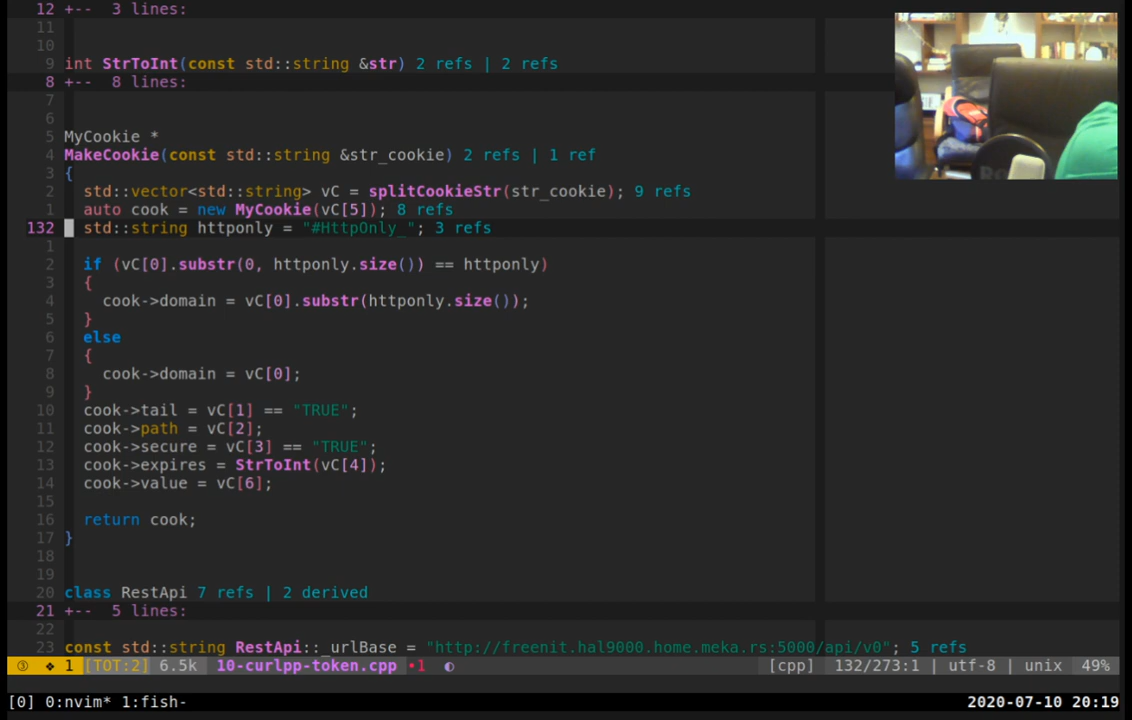 12 +-- 3 lines:
11
10
9 int StrToInt(const std::string &str) 2 refs | 2 refs
8 +-- 8 lines:
7
6
5 MyCookie *
4 MakeCookie(const std::string &str_cookie) 2 refs | 1 ref
3 {
2 std::vector<std::string> vC = splitCookieStr(str_cookie); 9 refs
1 auto cook = new MyCookie(vC[5]); 8 refs
132 std::string httponly = "#HttpOnly_"; 3 refs
1
2 if (vC[0].substr(0, httponly.size()) == httponly)
3 {
4 cook->domain = vC[0].substr(httponly.size());
5 }
6 else
7 {
8 cook->domain = vC[0];
9 }
10 cook->tail = vC[1] == "TRUE";
11 cook->path = vC[2];
12 cook->secure = vC[3] == "TRUE";
13 cook->expires = StrToInt(vC[4]);
14 cook->value = vC[6];
15
16 return cook;
17 }
18
19
20 class RestApi 7 refs | 2 derived
21 +-- 5 lines:
22
23 const std::string RestApi::_urlBase = "http://freenit.hal9000.home.meka.rs:5000/api/v0"; 5 refs
③ ❖ 1 [TOT:2] 6.5k 10-curlpp-token.cpp •1 ◐ [cpp] 132/273:1 | utf-8 | unix 49%
[0] 0:nvim* 1:fish- 2020-07-10 20:19